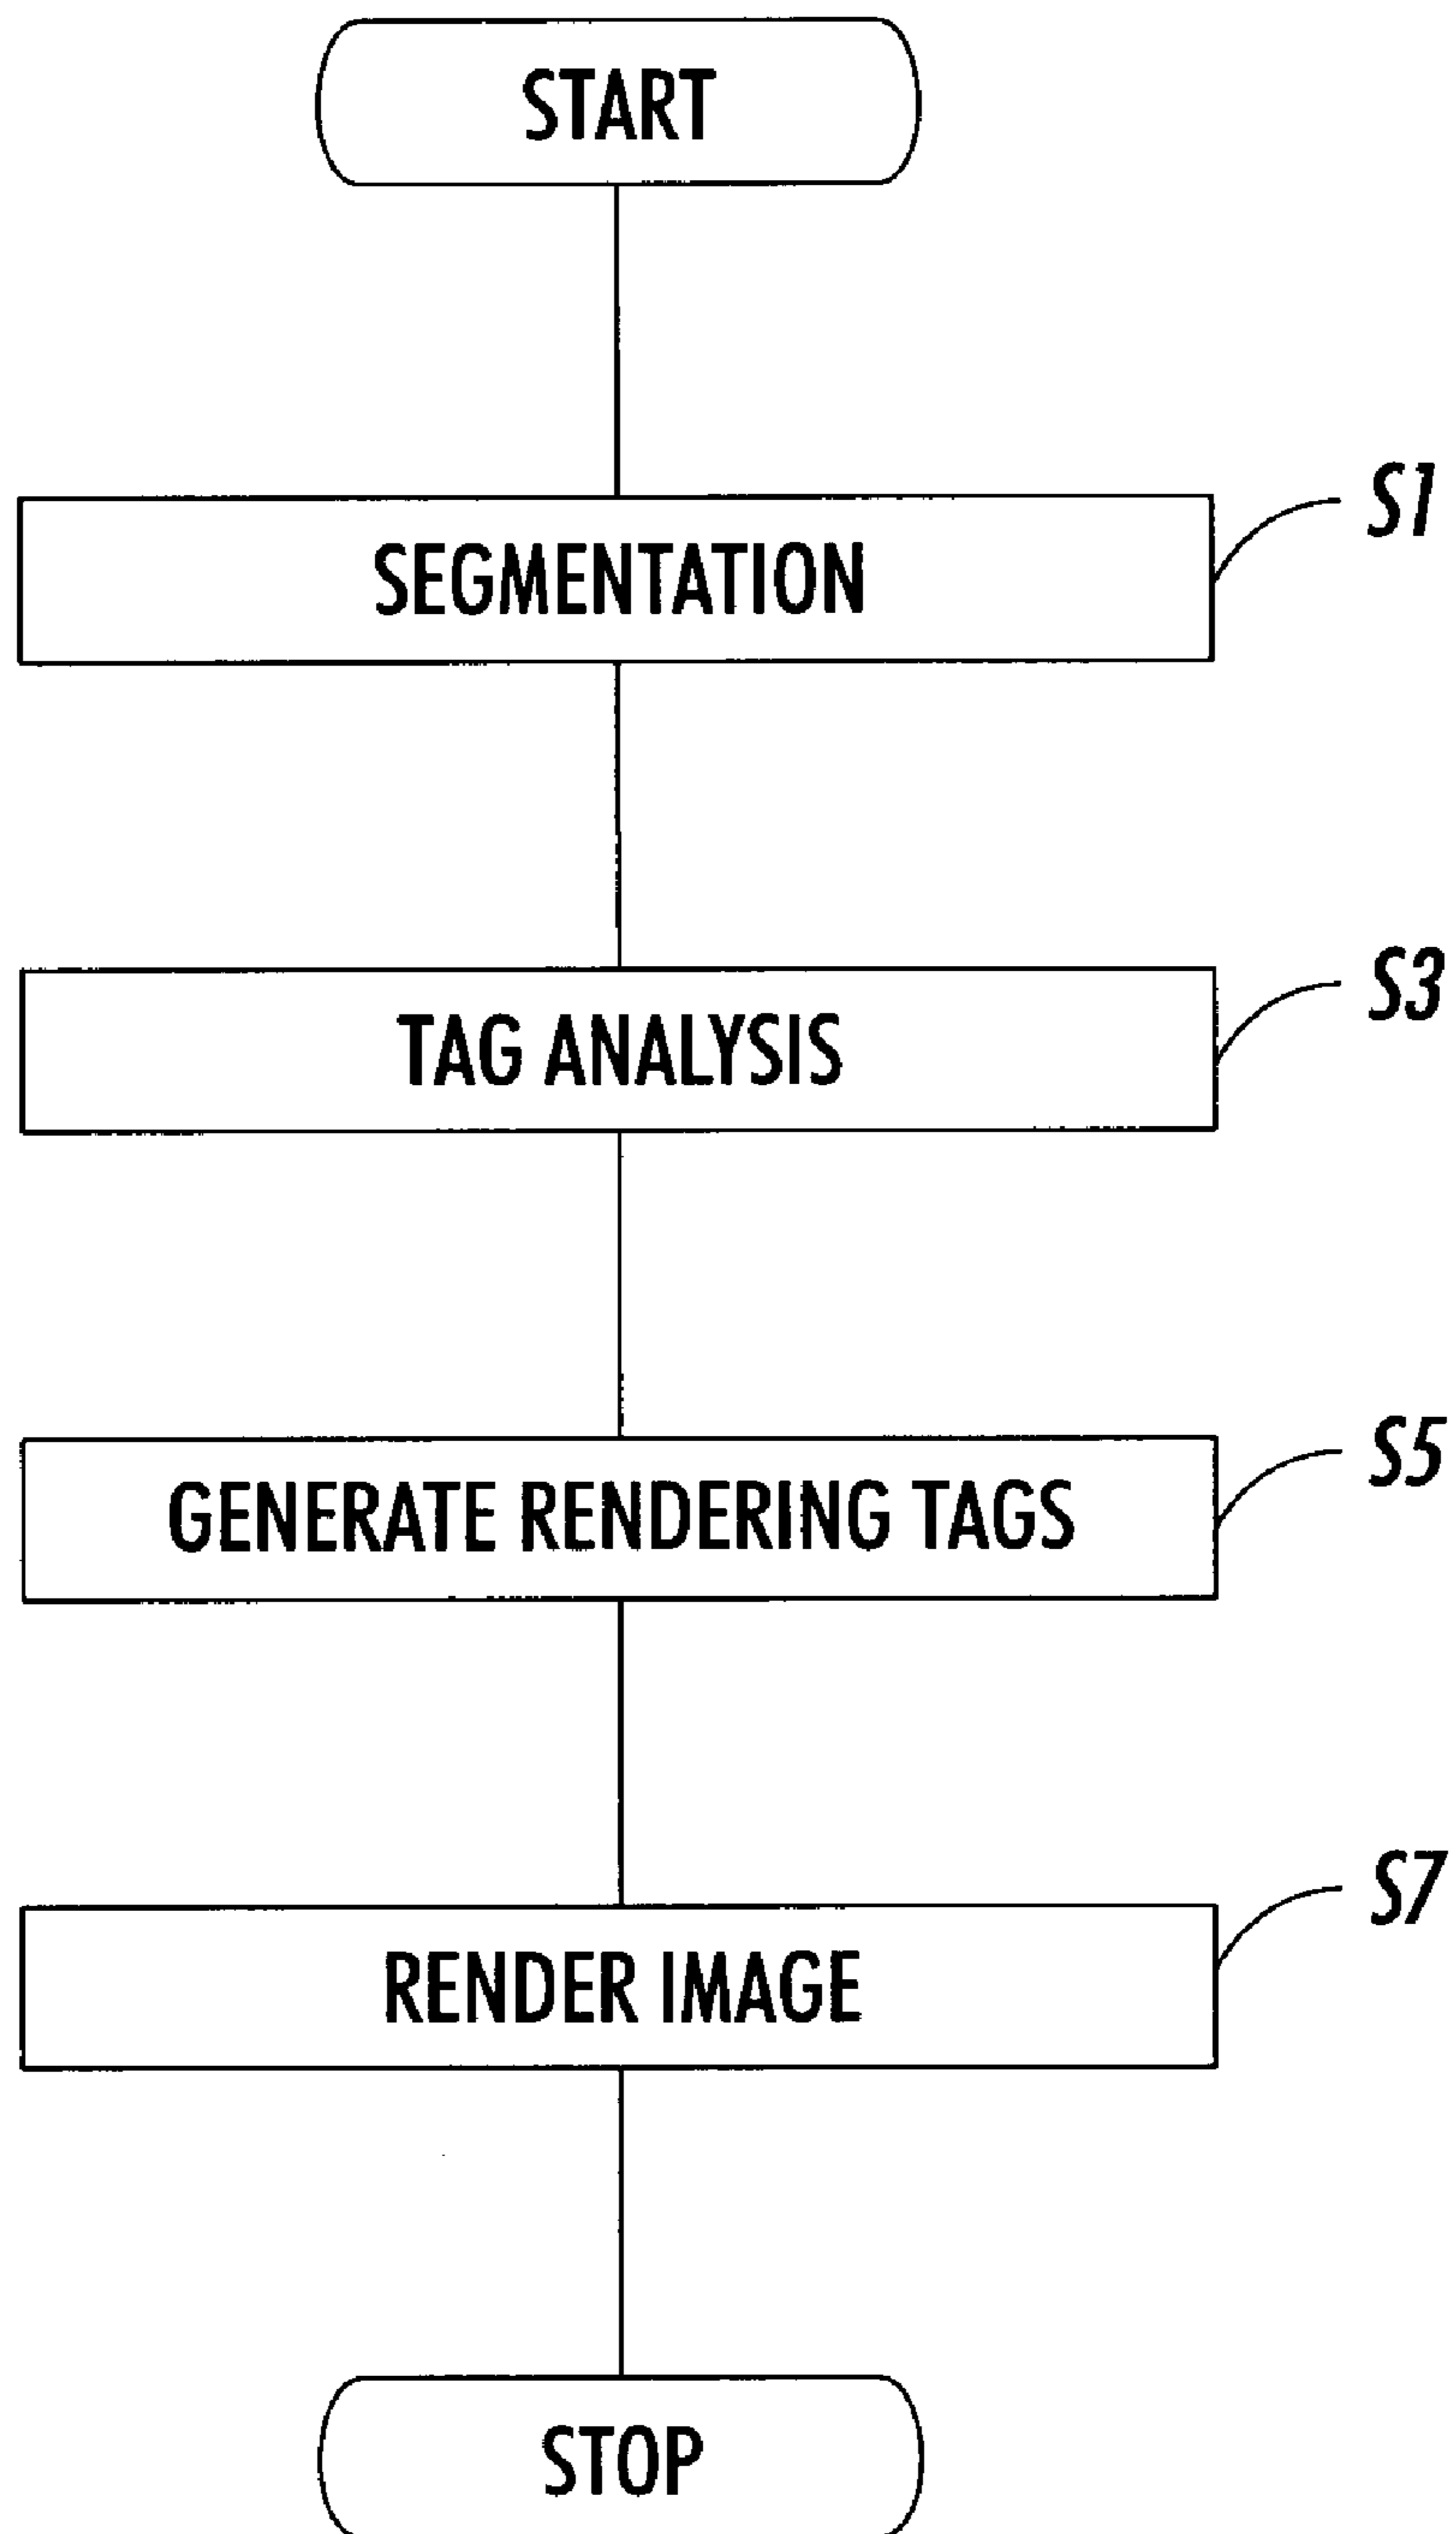 START
SEGMENTATION
S1
TAG ANALYSIS
S3
GENERATE RENDERING TAGS
S5
RENDER IMAGE
S7
STOP